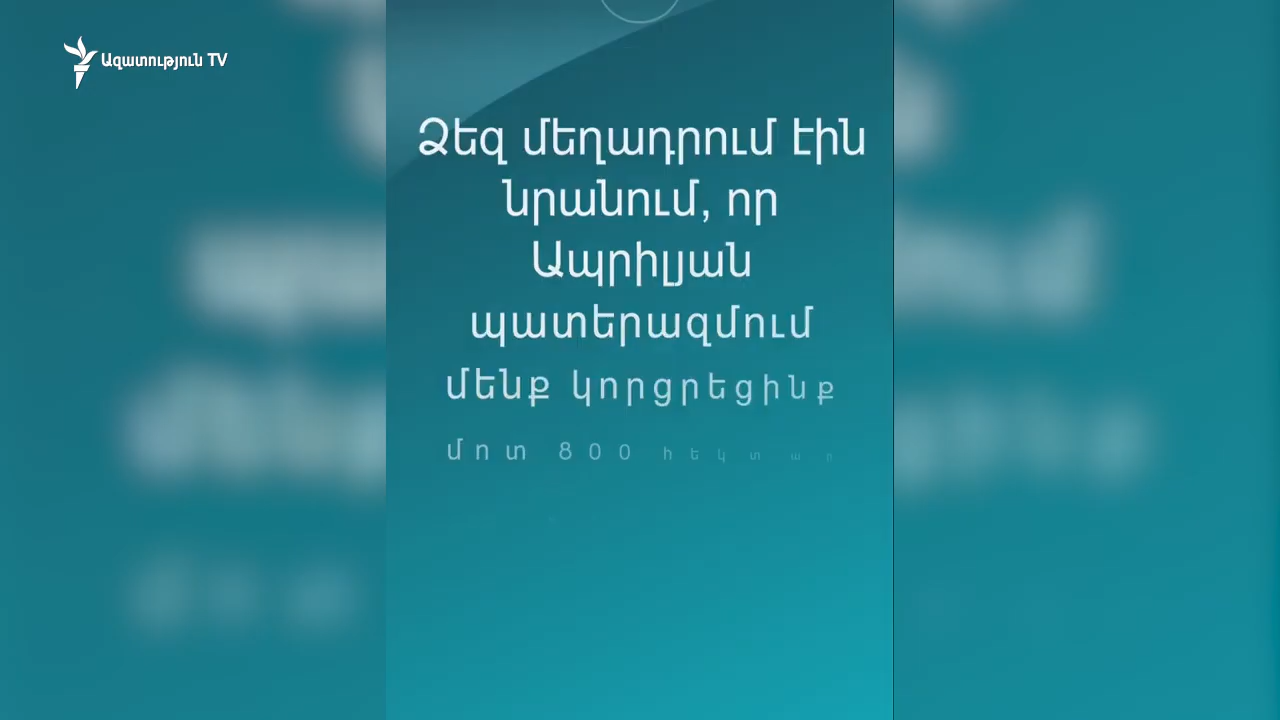 Ազատություն TV
Ձեզ մեղադրում էին
նրանում, որ
Ապրիլյան
պատերազմում
մենք կորցրեցինք
մոտ 800 հեկտար